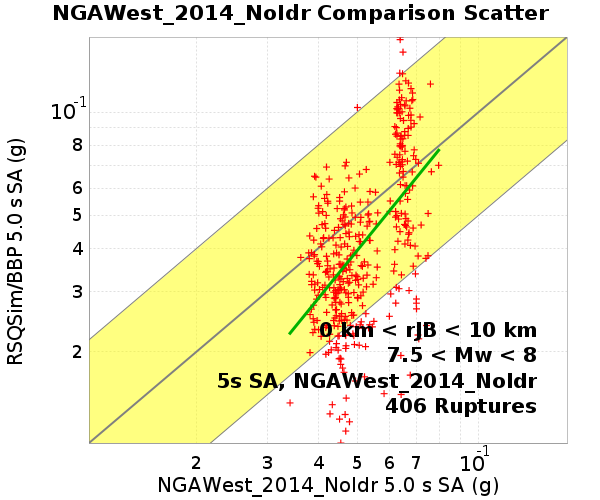 NGAWest_2014_NoIdr Comparison Scatter
RSQSim/BBP 5.0 s SA (g)
10-1
8
6
5
4
3
2
0 km < rJB < 10 km
7.5 < Mw < 8
5s SA, NGAWest_2014_NoIdr
406 Ruptures
2 3 4 5 6 7 10-1
NGAWest_2014_NoIdr 5.0 s SA (g)